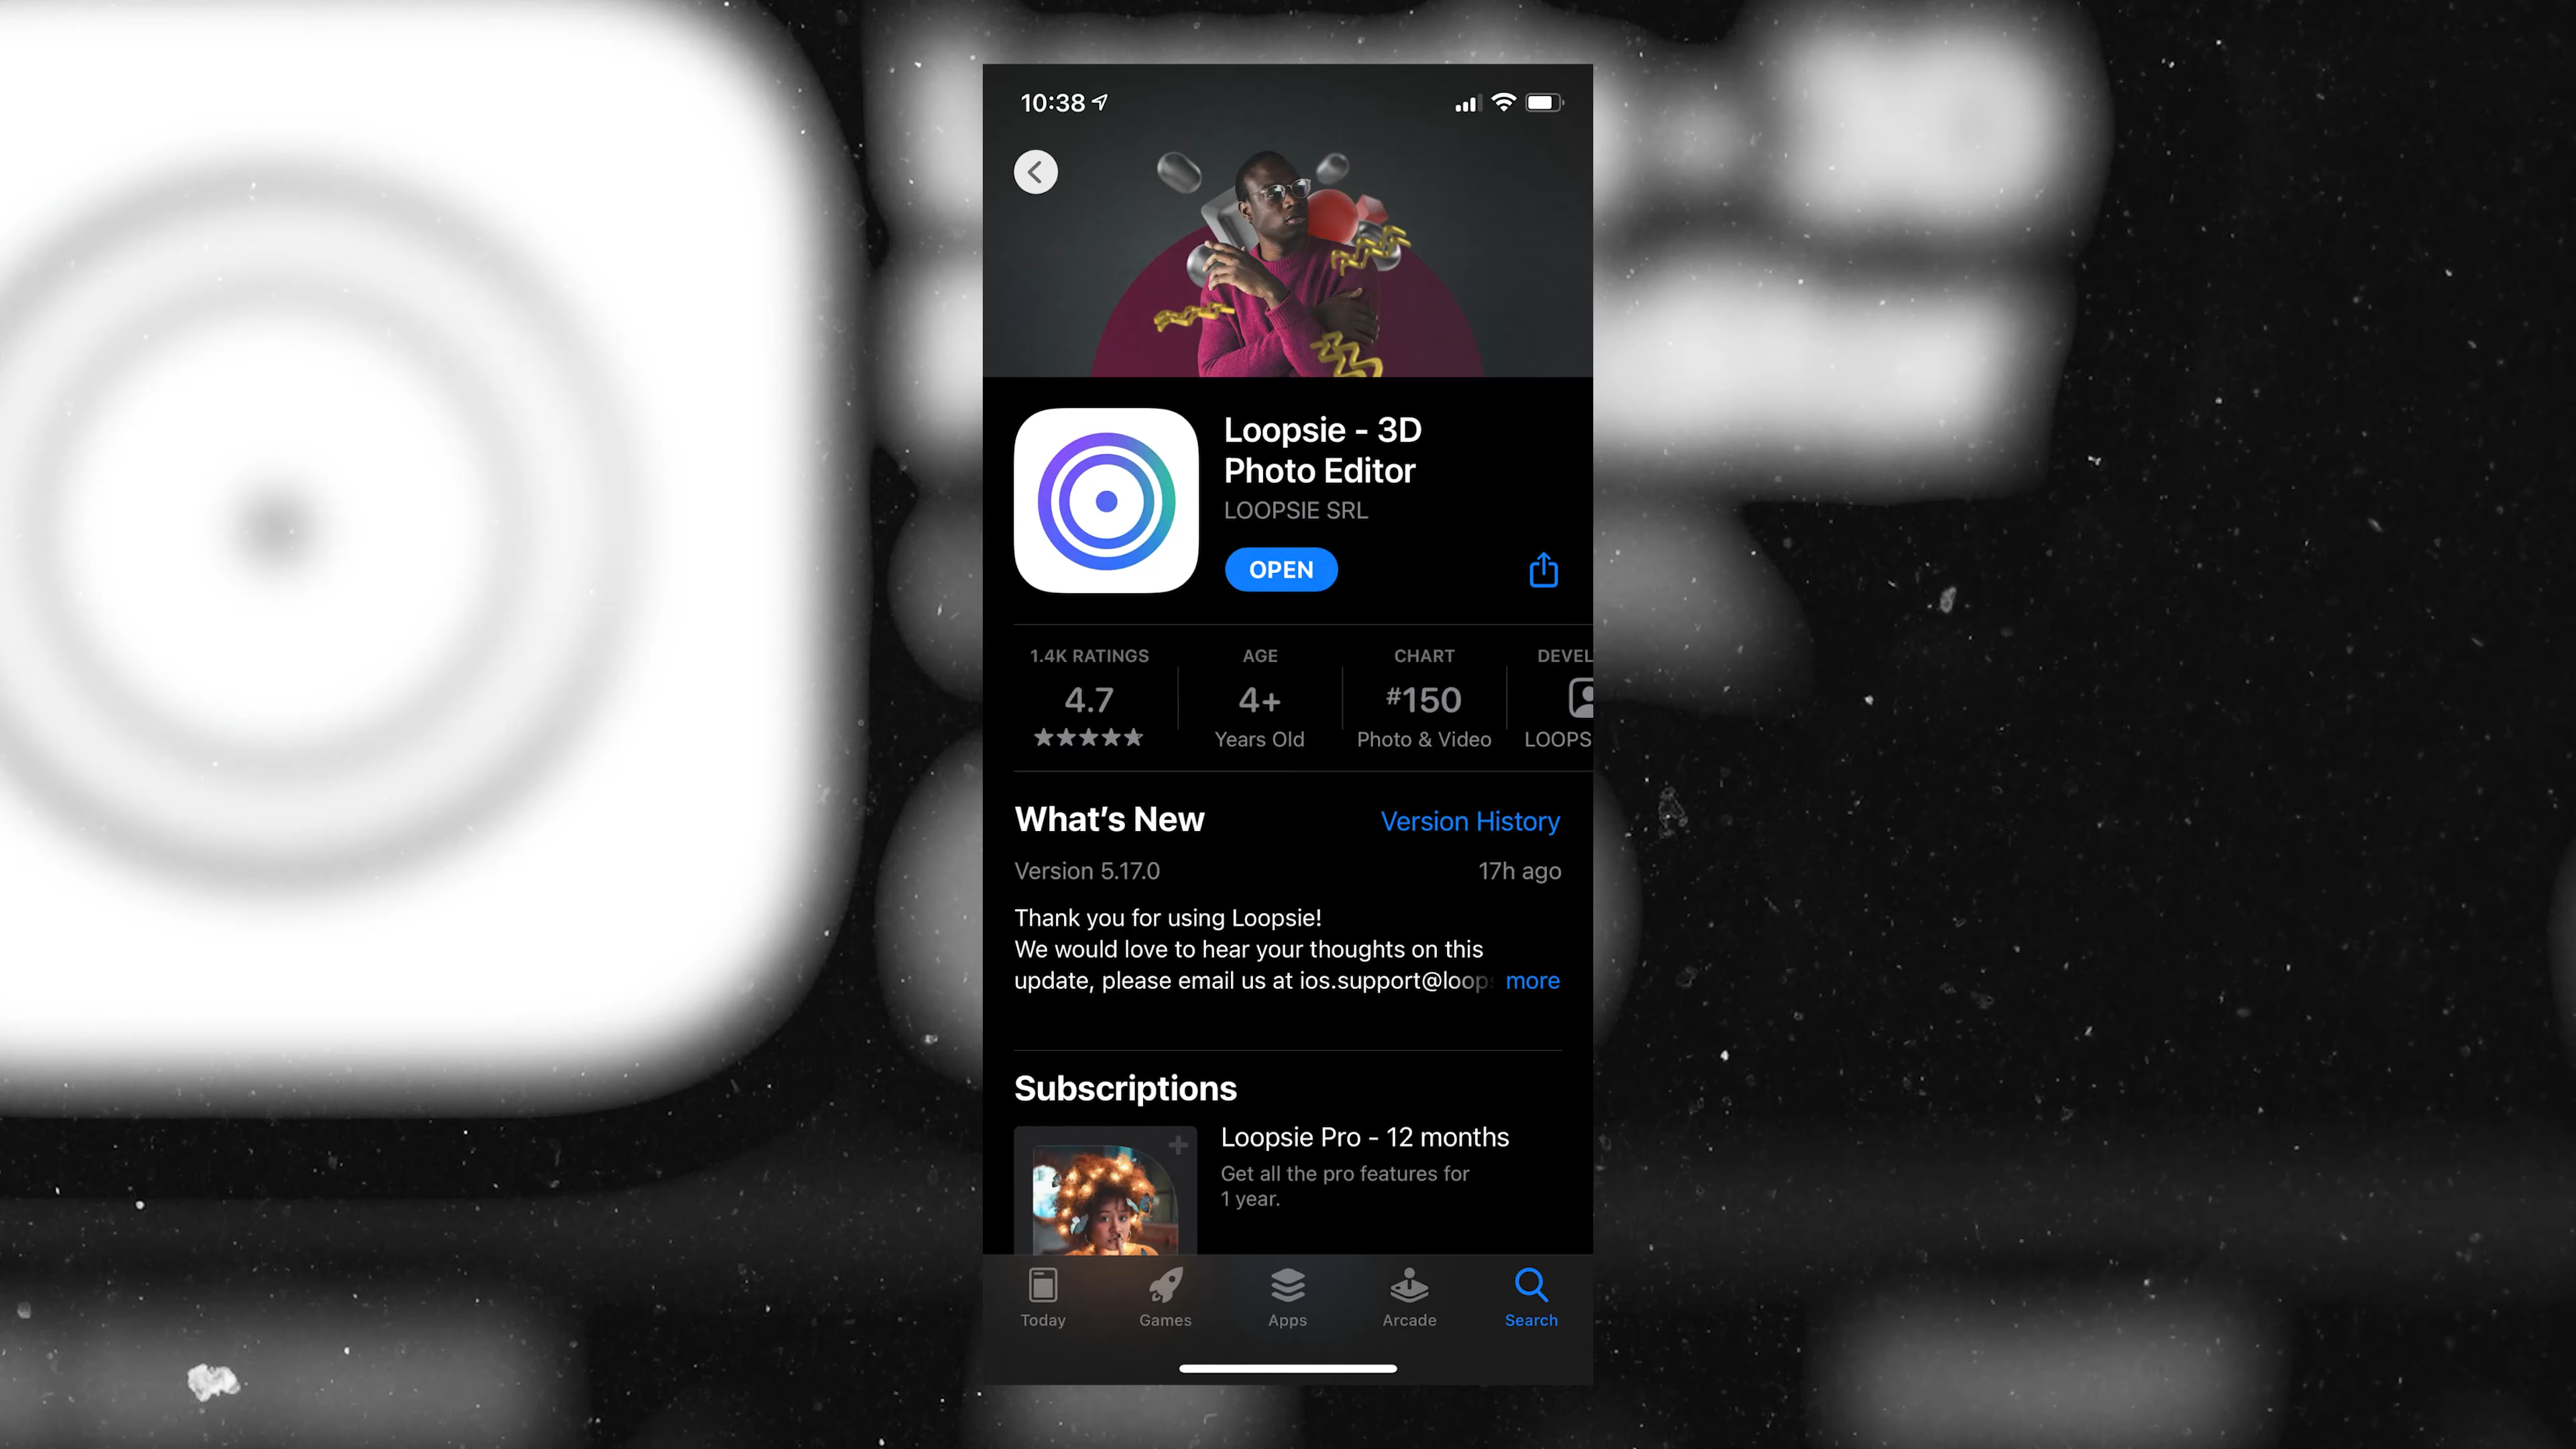 10:38
Loopsie - 3D
Photo Editor
LOOPSIE SRL
OPEN
1.4K RATINGS
4.7
AGE
4+
Years Old
CHART
#150
Photo & Video
DEVEL
LOOPS
What's New
Version History
Version 5.17.0
17h ago
Thank you for using Loopsie!
We would love to hear your thoughts on this
update, please email us at ios.support@loops more
Subscriptions
Loopsie Pro - 12 months
Get all the pro features for
1 year.
Today
Games
Apps
Arcade
Search